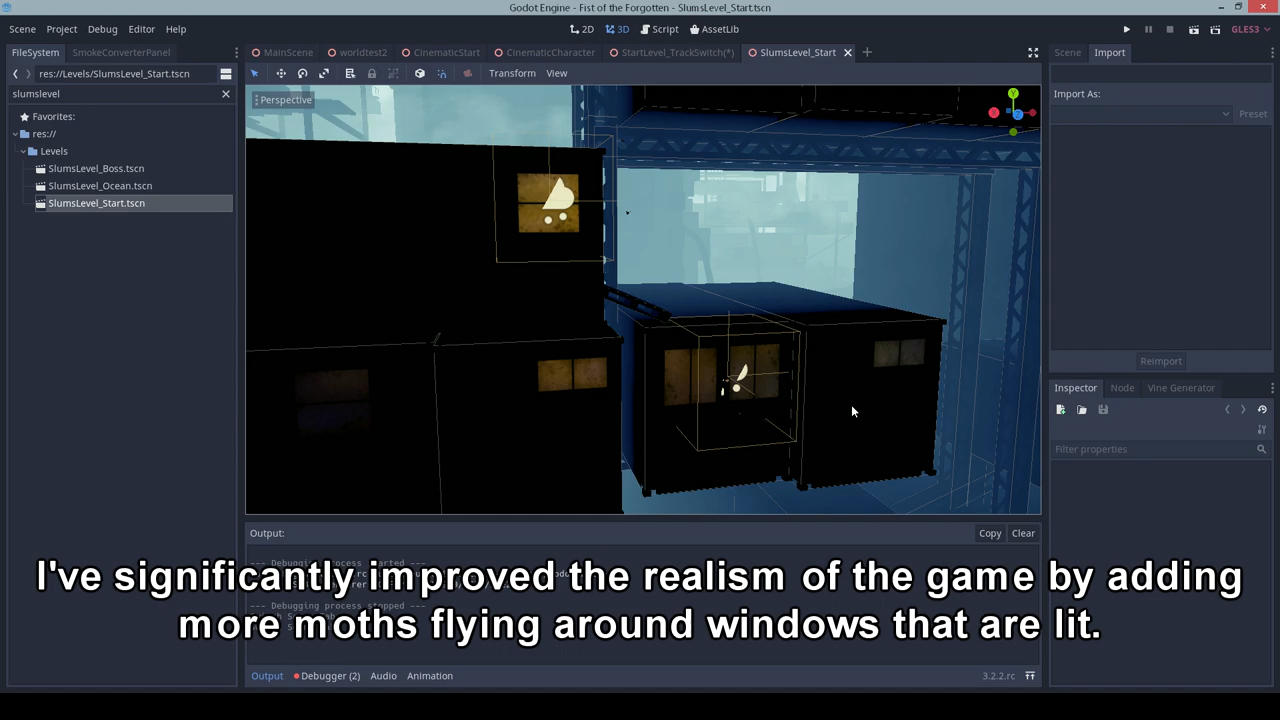 Godot Engine - Fist of the Forgotten - SlumsLevel_Start.tscn
Scene Project Debug Editor Help
2D 3D Script AssetLib
GLES3
FileSystem SmokeConverterPanel
MainScene worldtest2 CinematicStart CinematicCharacter StartLevel_TrackSwitch(*) SlumsLevel_Start
Scene Import
res://Levels/SlumsLevel_Start.tscn
Transform View
slumslevel
Perspective
Y
Z
Import As:
Preset
Favorites:
res://
Levels
SlumsLevel_Boss.tscn
SlumsLevel_Ocean.tscn
SlumsLevel_Start.tscn
Reimport
Inspector Node Vine Generator
Filter properties
Output:
Copy Clear
--- Debugging process stopped ---
I've significantly improved the realism of the game by adding
more moths flying around windows that are lit.
Output Debugger (2) Audio Animation
3.2.2.rc